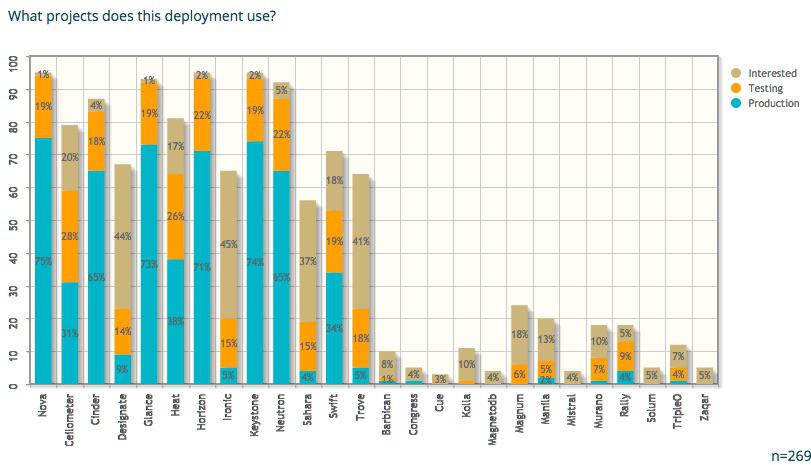 What projects does this deployment use?
100
90
80
70
60
50
40
30
20
10
0
1% 19% 75%
20% 28% 31%
4% 18% 65%
44% 14% 9%
1% 19% 73%
17% 26% 38%
2% 22% 71%
45% 15% 5%
2% 19% 74%
5% 22% 65%
37% 15% 4%
18% 19% 34%
41% 18% 5%
8% 1%
4%
3%
10%
4%
18% 6%
13% 5% 2%
4%
10% 7%
5% 9% 4%
5%
7% 4%
5%
Nova
Ceilometer
Cinder
Designate
Glance
Heat
Horizon
Ironic
Keystone
Neutron
Sahara
Swift
Trove
Barbican
Congress
Cue
Kolla
Magnetodb
Magnum
Manila
Mistral
Murano
Rally
Solum
TripleO
Zaqar
Interested
Testing
Production
n=269